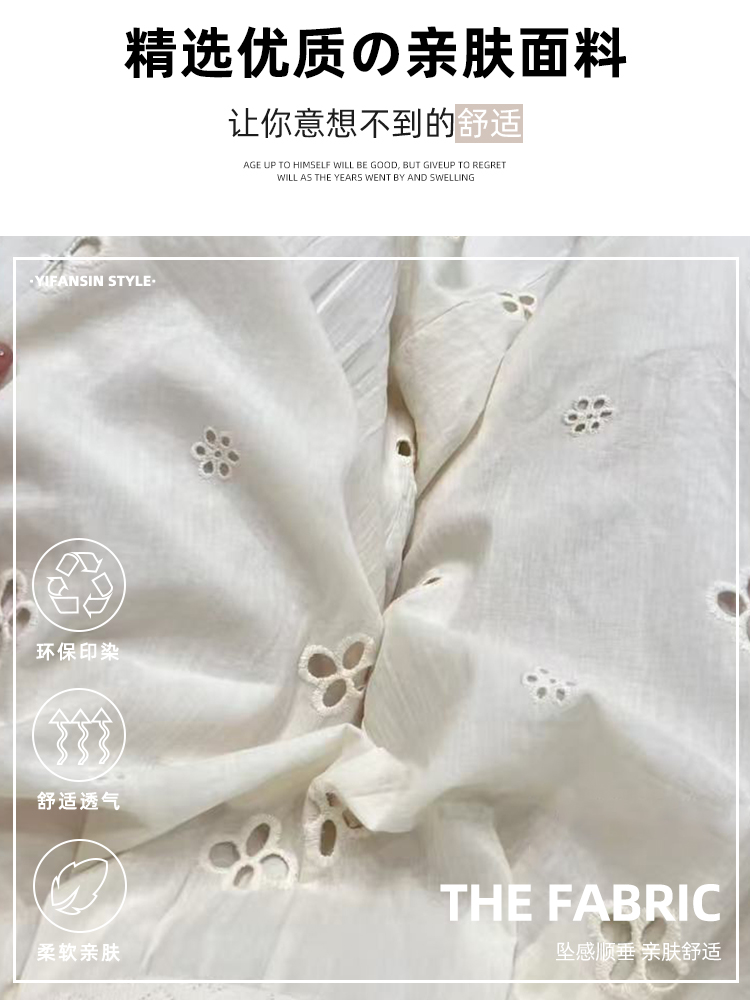 精选优质の亲肤面料
让你意想不到的舒适
AGE UP TO HIMSELF WILL BE GOOD, BUT GIVEUP TO REGRET
WILL AS THE YEARS WENT BY AND SWELLING
·YIFANSIN STYLE·
环保印染
舒适透气
柔软亲肤
THE FABRIC
坠感顺垂 亲肤舒适